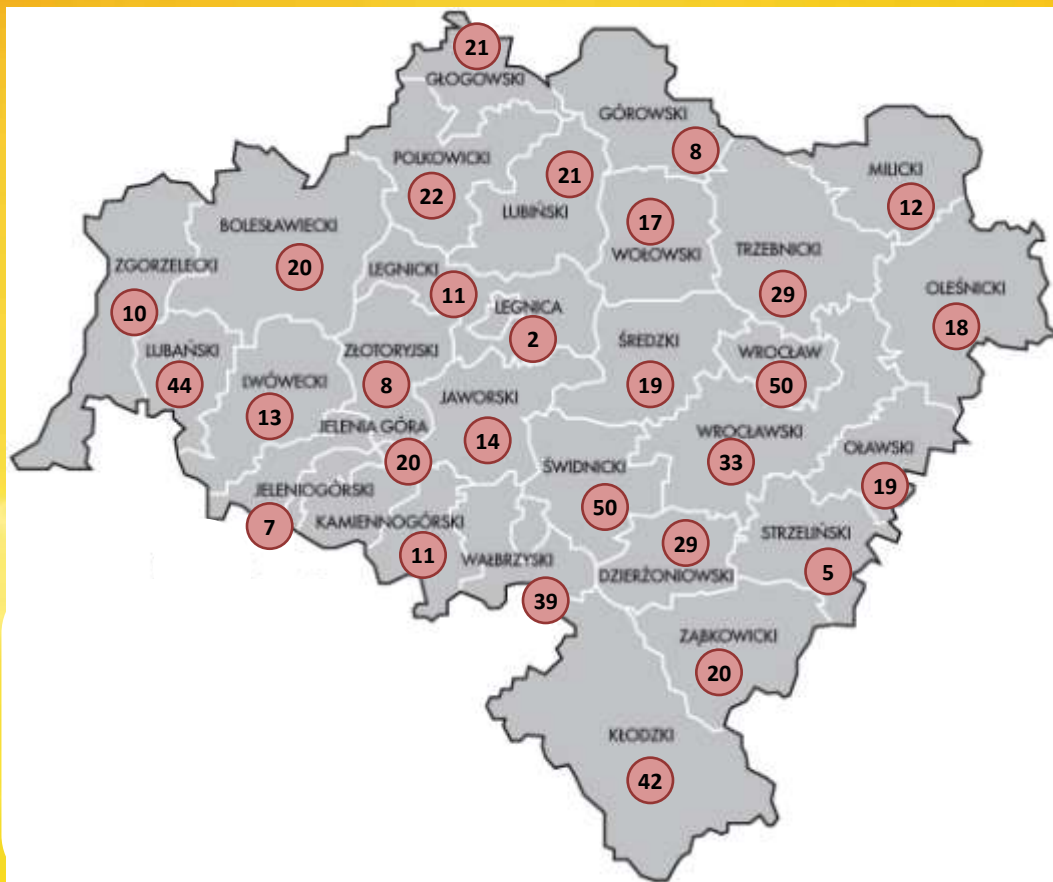 21
GŁOGOWSKI
GÓROWSKI
8
POLKOWICKI
22
21
LUBIŃSKI
MILICKI
12
17
WOŁOWSKI
BOLESŁAWIECKI
20
TRZEBNICKI
29
ZGORZELECKI
10
LEGNICKI
11
LEGNICA
2
OLEŚNICKI
18
LUBAŃSKI
44
ZŁOTORYJSKI
8
ŚREDZKI
19
WROCŁAW
50
LWÓWECKI
13
JAWORSKI
14
JELENIA GÓRA
20
WROCŁAWSKI
33
OŁAWSKI
19
ŚWIDNICKI
50
JELENIOGÓRSKI
7
KAMIENNOGÓRSKI
11
STRZELIŃSKI
5
29
DZIERŻONIOWSKI
WAŁBRZYSKI
39
ZĄBKOWICKI
20
KŁODZKI
42